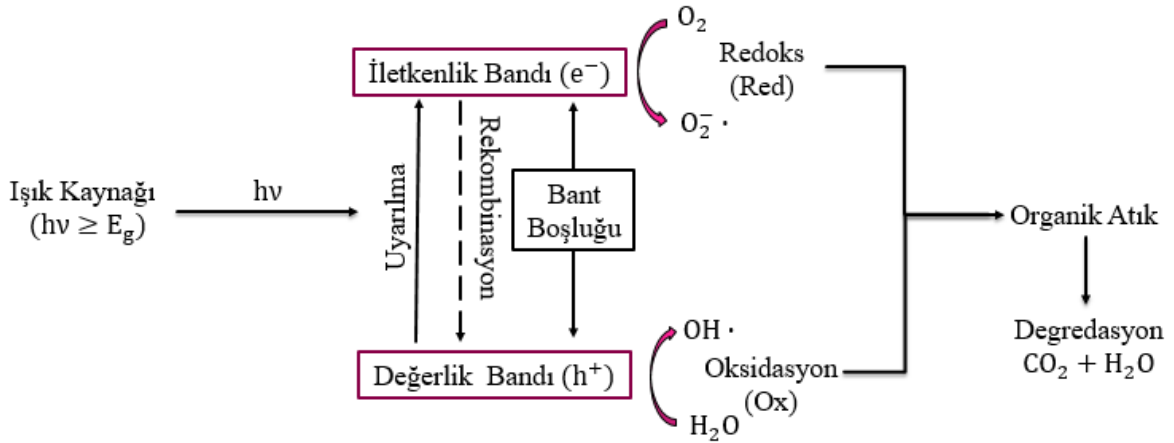 Işık Kaynağı
(hν ≥ E_g)
hν
İletkenlik Bandı (e⁻)
Uyarılma
Rekombinasyon
Bant
Boşluğu
Değerlik Bandı (h⁺)
O₂
O₂⁻ ·
Redoks
(Red)
OH ·
H₂O
Oksidasyon
(Ox)
Organik Atık
Degredasyon
CO₂ + H₂O